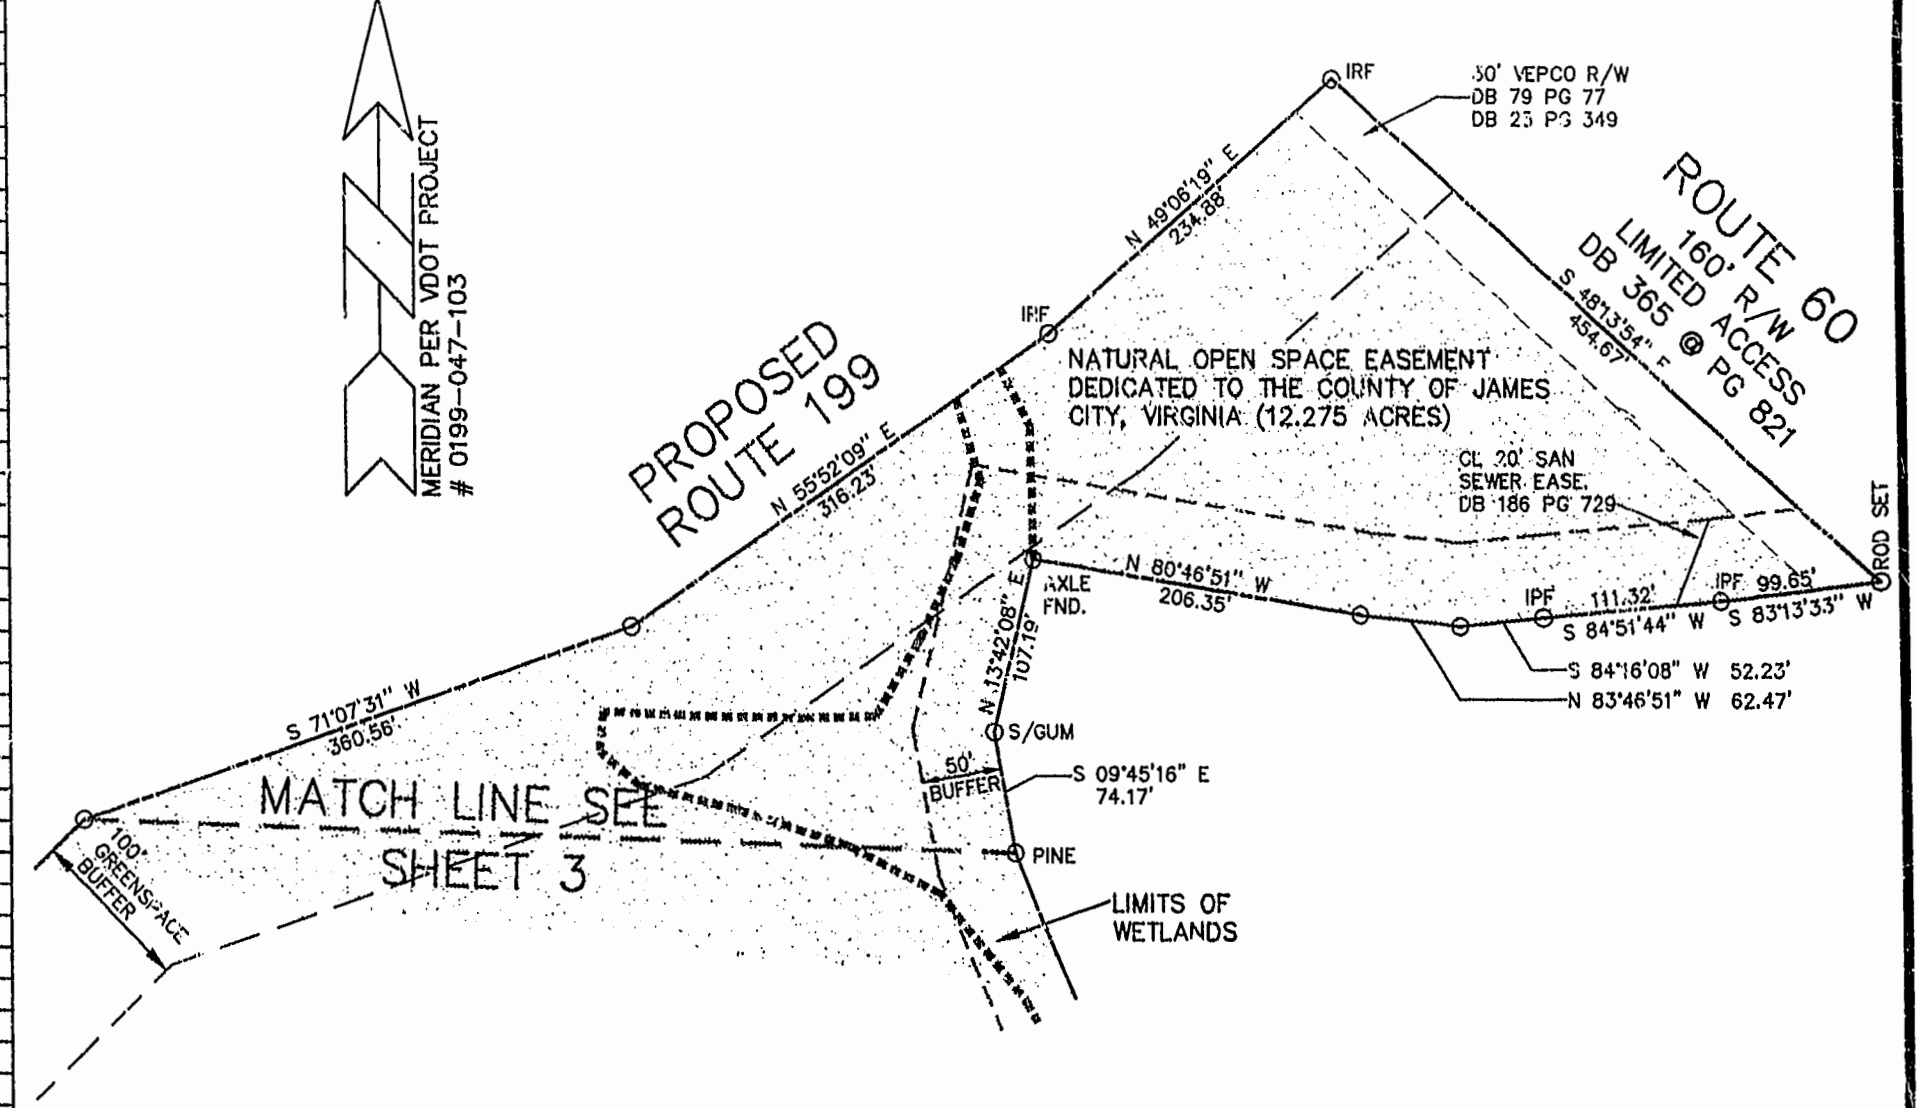 MERIDIAN PER VDOT PROJECT
# 0199-047-103
IRF
50' VEPCO R/W
DB 79 PG 77
DB 23 PG 349
ROUTE 60
160' R/W
LIMITED ACCESS
DB 365 @ PG 821
S 48°13'54" E
454.67'
N 49°06'19" E
234.88'
IRF
PROPOSED
ROUTE 199
N 55°52'09" E
316.23'
NATURAL OPEN SPACE EASEMENT
DEDICATED TO THE COUNTY OF JAMES
CITY, VIRGINIA (12.275 ACRES)
CL 20' SAN
SEWER EASE.
DB 186 PG 729
ROD SET
AXLE
FND.
N 80°46'51" W
206.35'
IPF
111.32'
S 84°51'44" W
IPF
99.65'
S 83°13'33" W
S 84°16'08" W 52.23'
N 83°46'51" W 62.47'
N 13°42'08" E
107.19'
S/GUM
50'
BUFFER
S 09°45'16" E
74.17'
S 71°07'31" W
360.56'
MATCH LINE SEE
SHEET 3
100'
GREENSPACE
BUFFER
PINE
LIMITS OF
WETLANDS